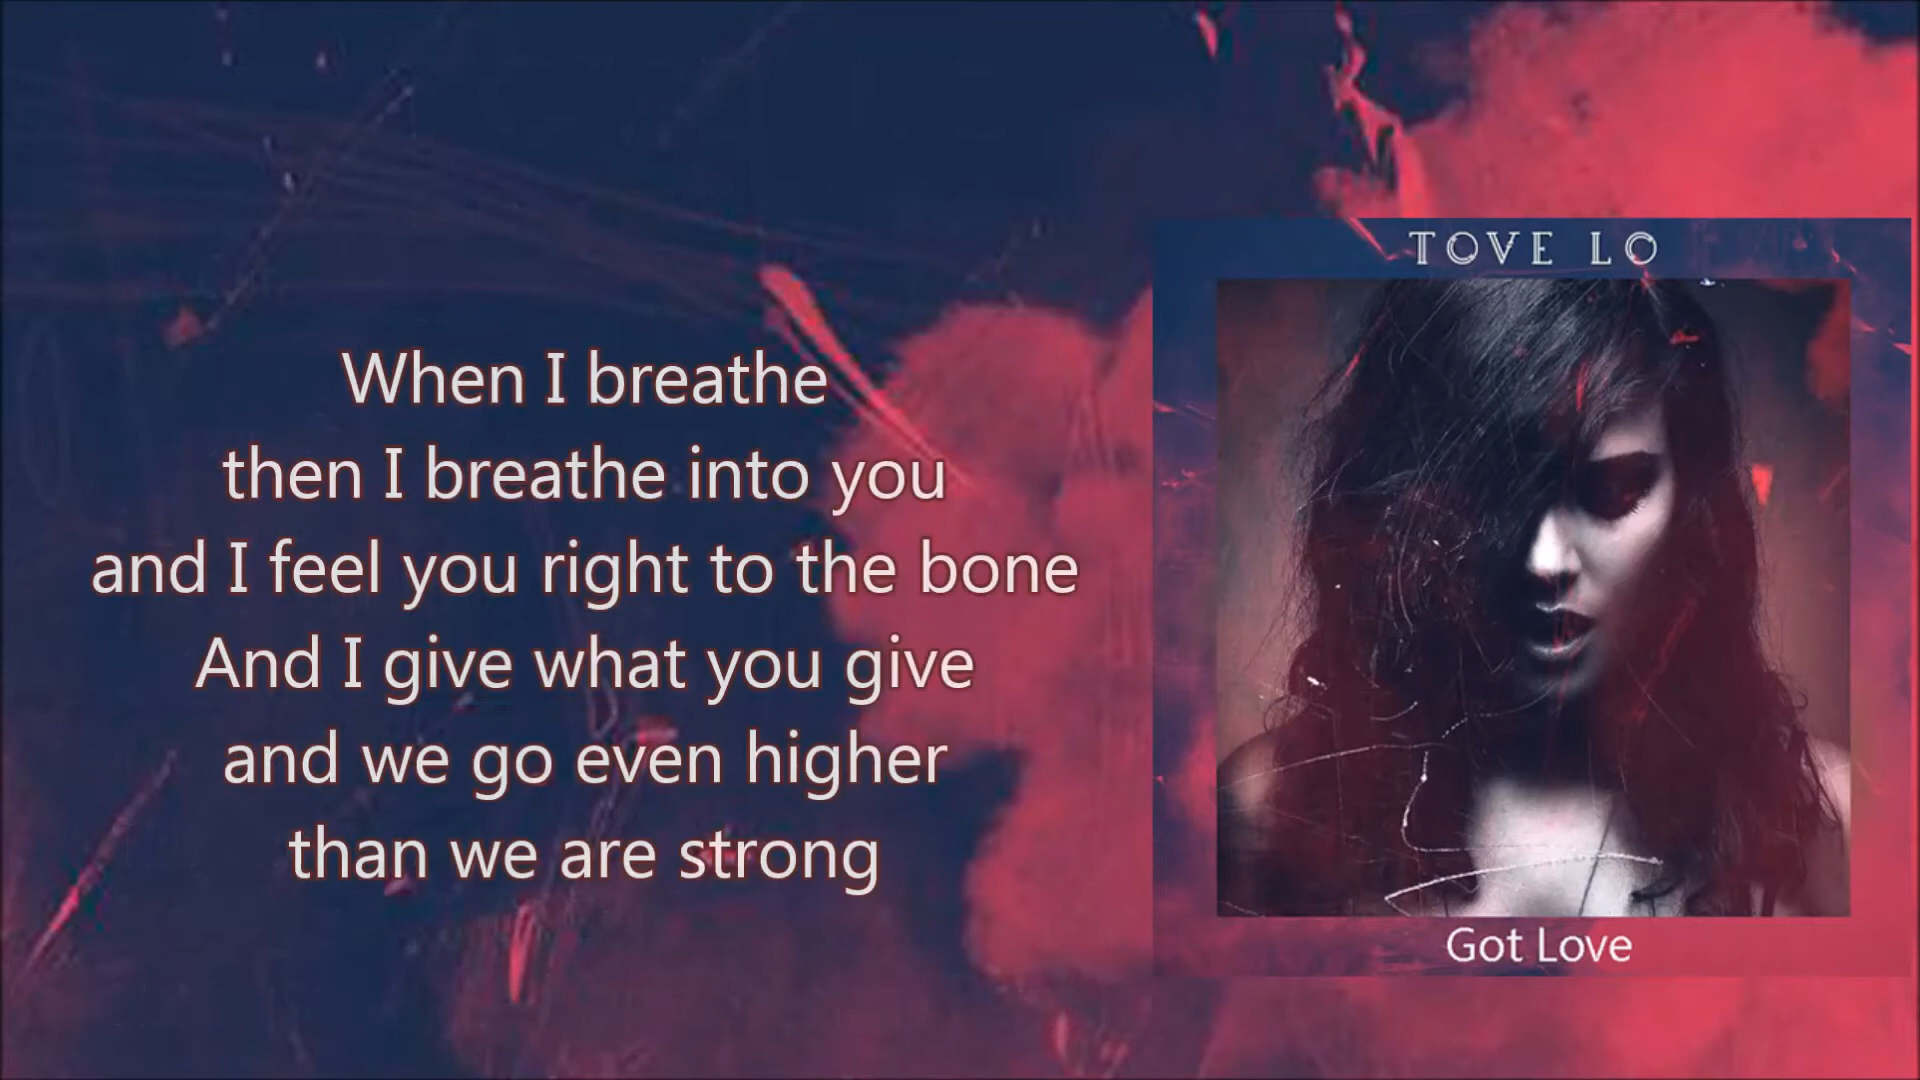 When I breathe
then I breathe into you
and I feel you right to the bone
And I give what you give
and we go even higher
than we are strong
TOVE LO
Got Love